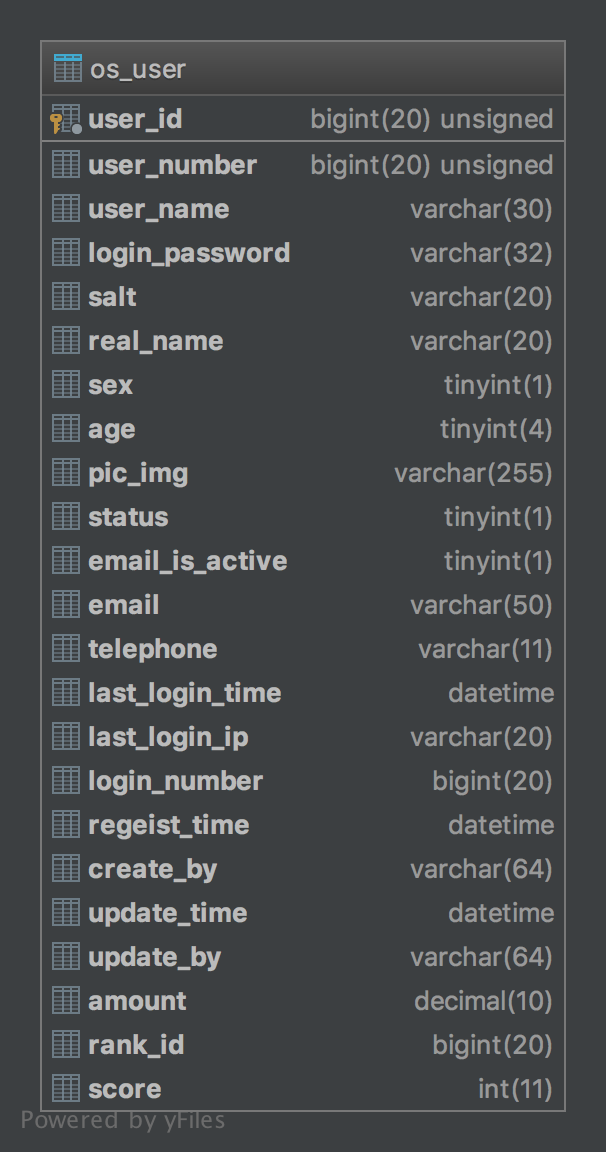 os_user
user_id bigint(20) unsigned
user_number bigint(20) unsigned
user_name varchar(30)
login_password varchar(32)
salt varchar(20)
real_name varchar(20)
sex tinyint(1)
age tinyint(4)
pic_img varchar(255)
status tinyint(1)
email_is_active tinyint(1)
email varchar(50)
telephone varchar(11)
last_login_time datetime
last_login_ip varchar(20)
login_number bigint(20)
regeist_time datetime
create_by varchar(64)
update_time datetime
update_by varchar(64)
amount decimal(10)
rank_id bigint(20)
score int(11)
Powered by yFiles